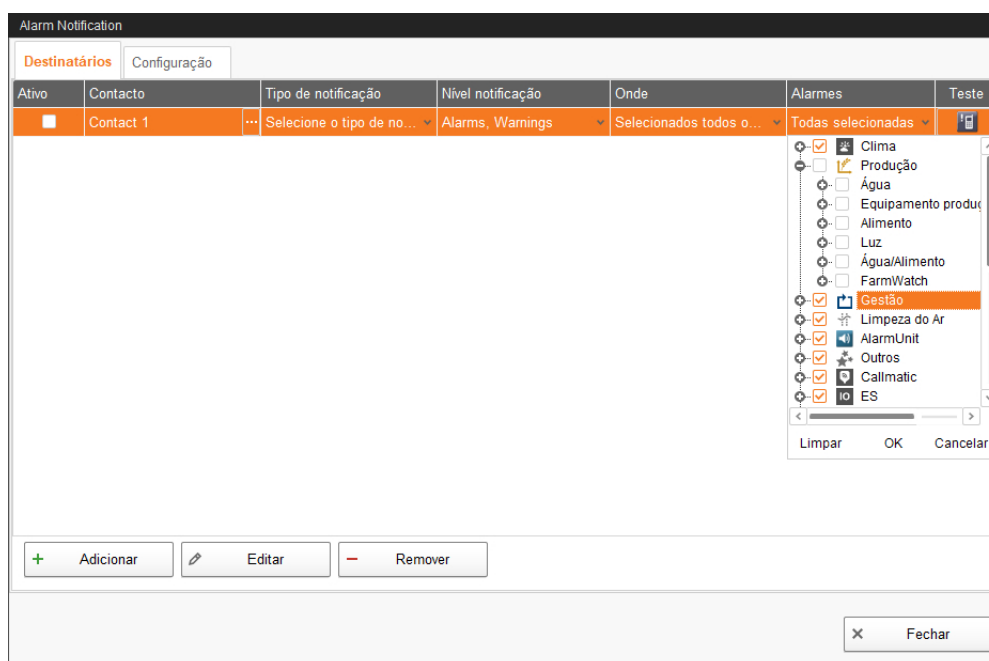 Alarm Notification
Destinatários Configuração
Ativo Contacto Tipo de notificação Nível notificação Onde Alarmes Teste
Contact 1 ... Selecione o tipo de no... Alarms, Warnings Selecionados todos o... Todas selecionadas
Clima
Produção
Água
Equipamento produç
Alimento
Luz
Água/Alimento
FarmWatch
Gestão
Limpeza do Ar
AlarmUnit
Outros
Callmatic
IO ES
Limpar OK Cancelar
+ Adicionar Editar − Remover
× Fechar